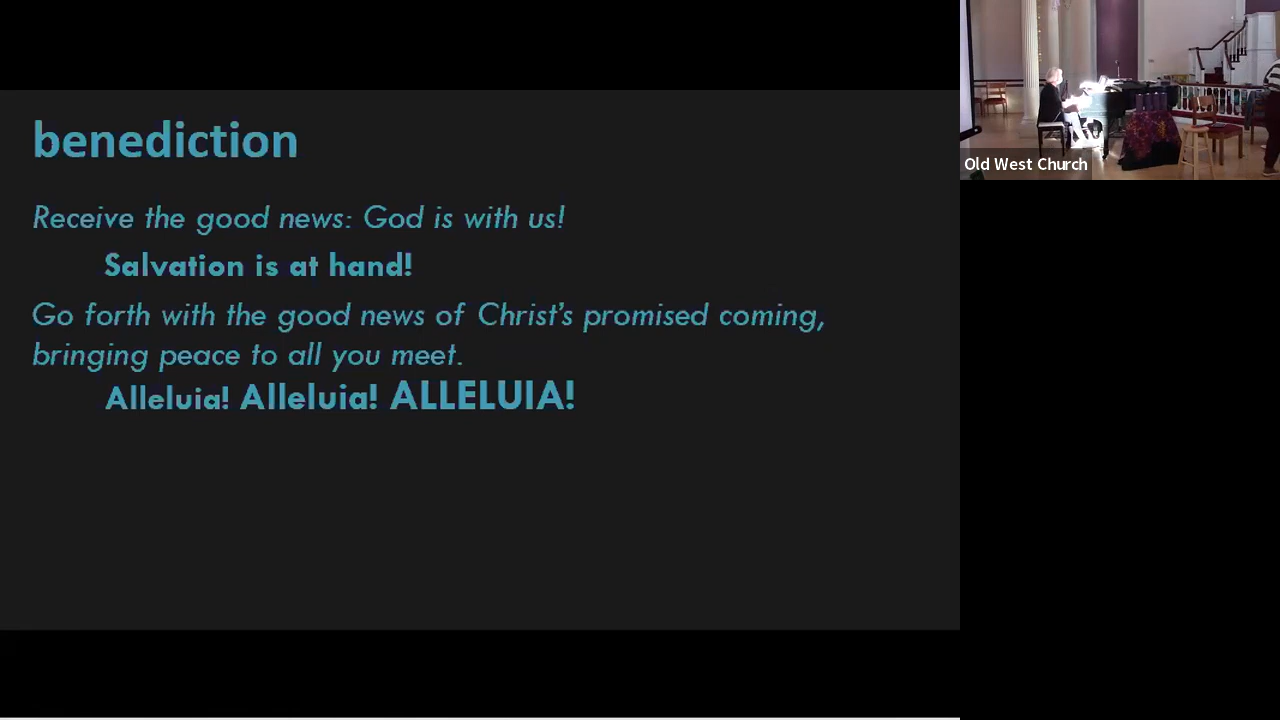 benediction
Receive the good news: God is with us!
Salvation is at hand!
Go forth with the good news of Christ's promised coming,
bringing peace to all you meet.
Alleluia! Alleluia! ALLELUIA!
Old West Church